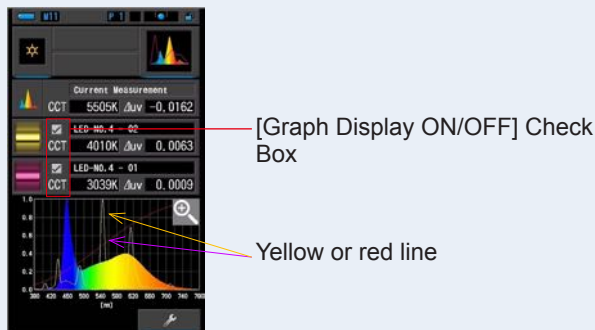 M11 P 1
Current Measurement
CCT 5505K ⊿uv -0.0162
LED-NO.4 - 02
CCT 4010K ⊿uv 0.0063
LED-NO.4 - 01
CCT 3039K ⊿uv 0.0009
[Graph Display ON/OFF] Check
Box
1.0
0.8
0.6
0.4
0.2
0.0
380 420 460 500 540 580 620 660 700 740 780
[nm]
Yellow or red line